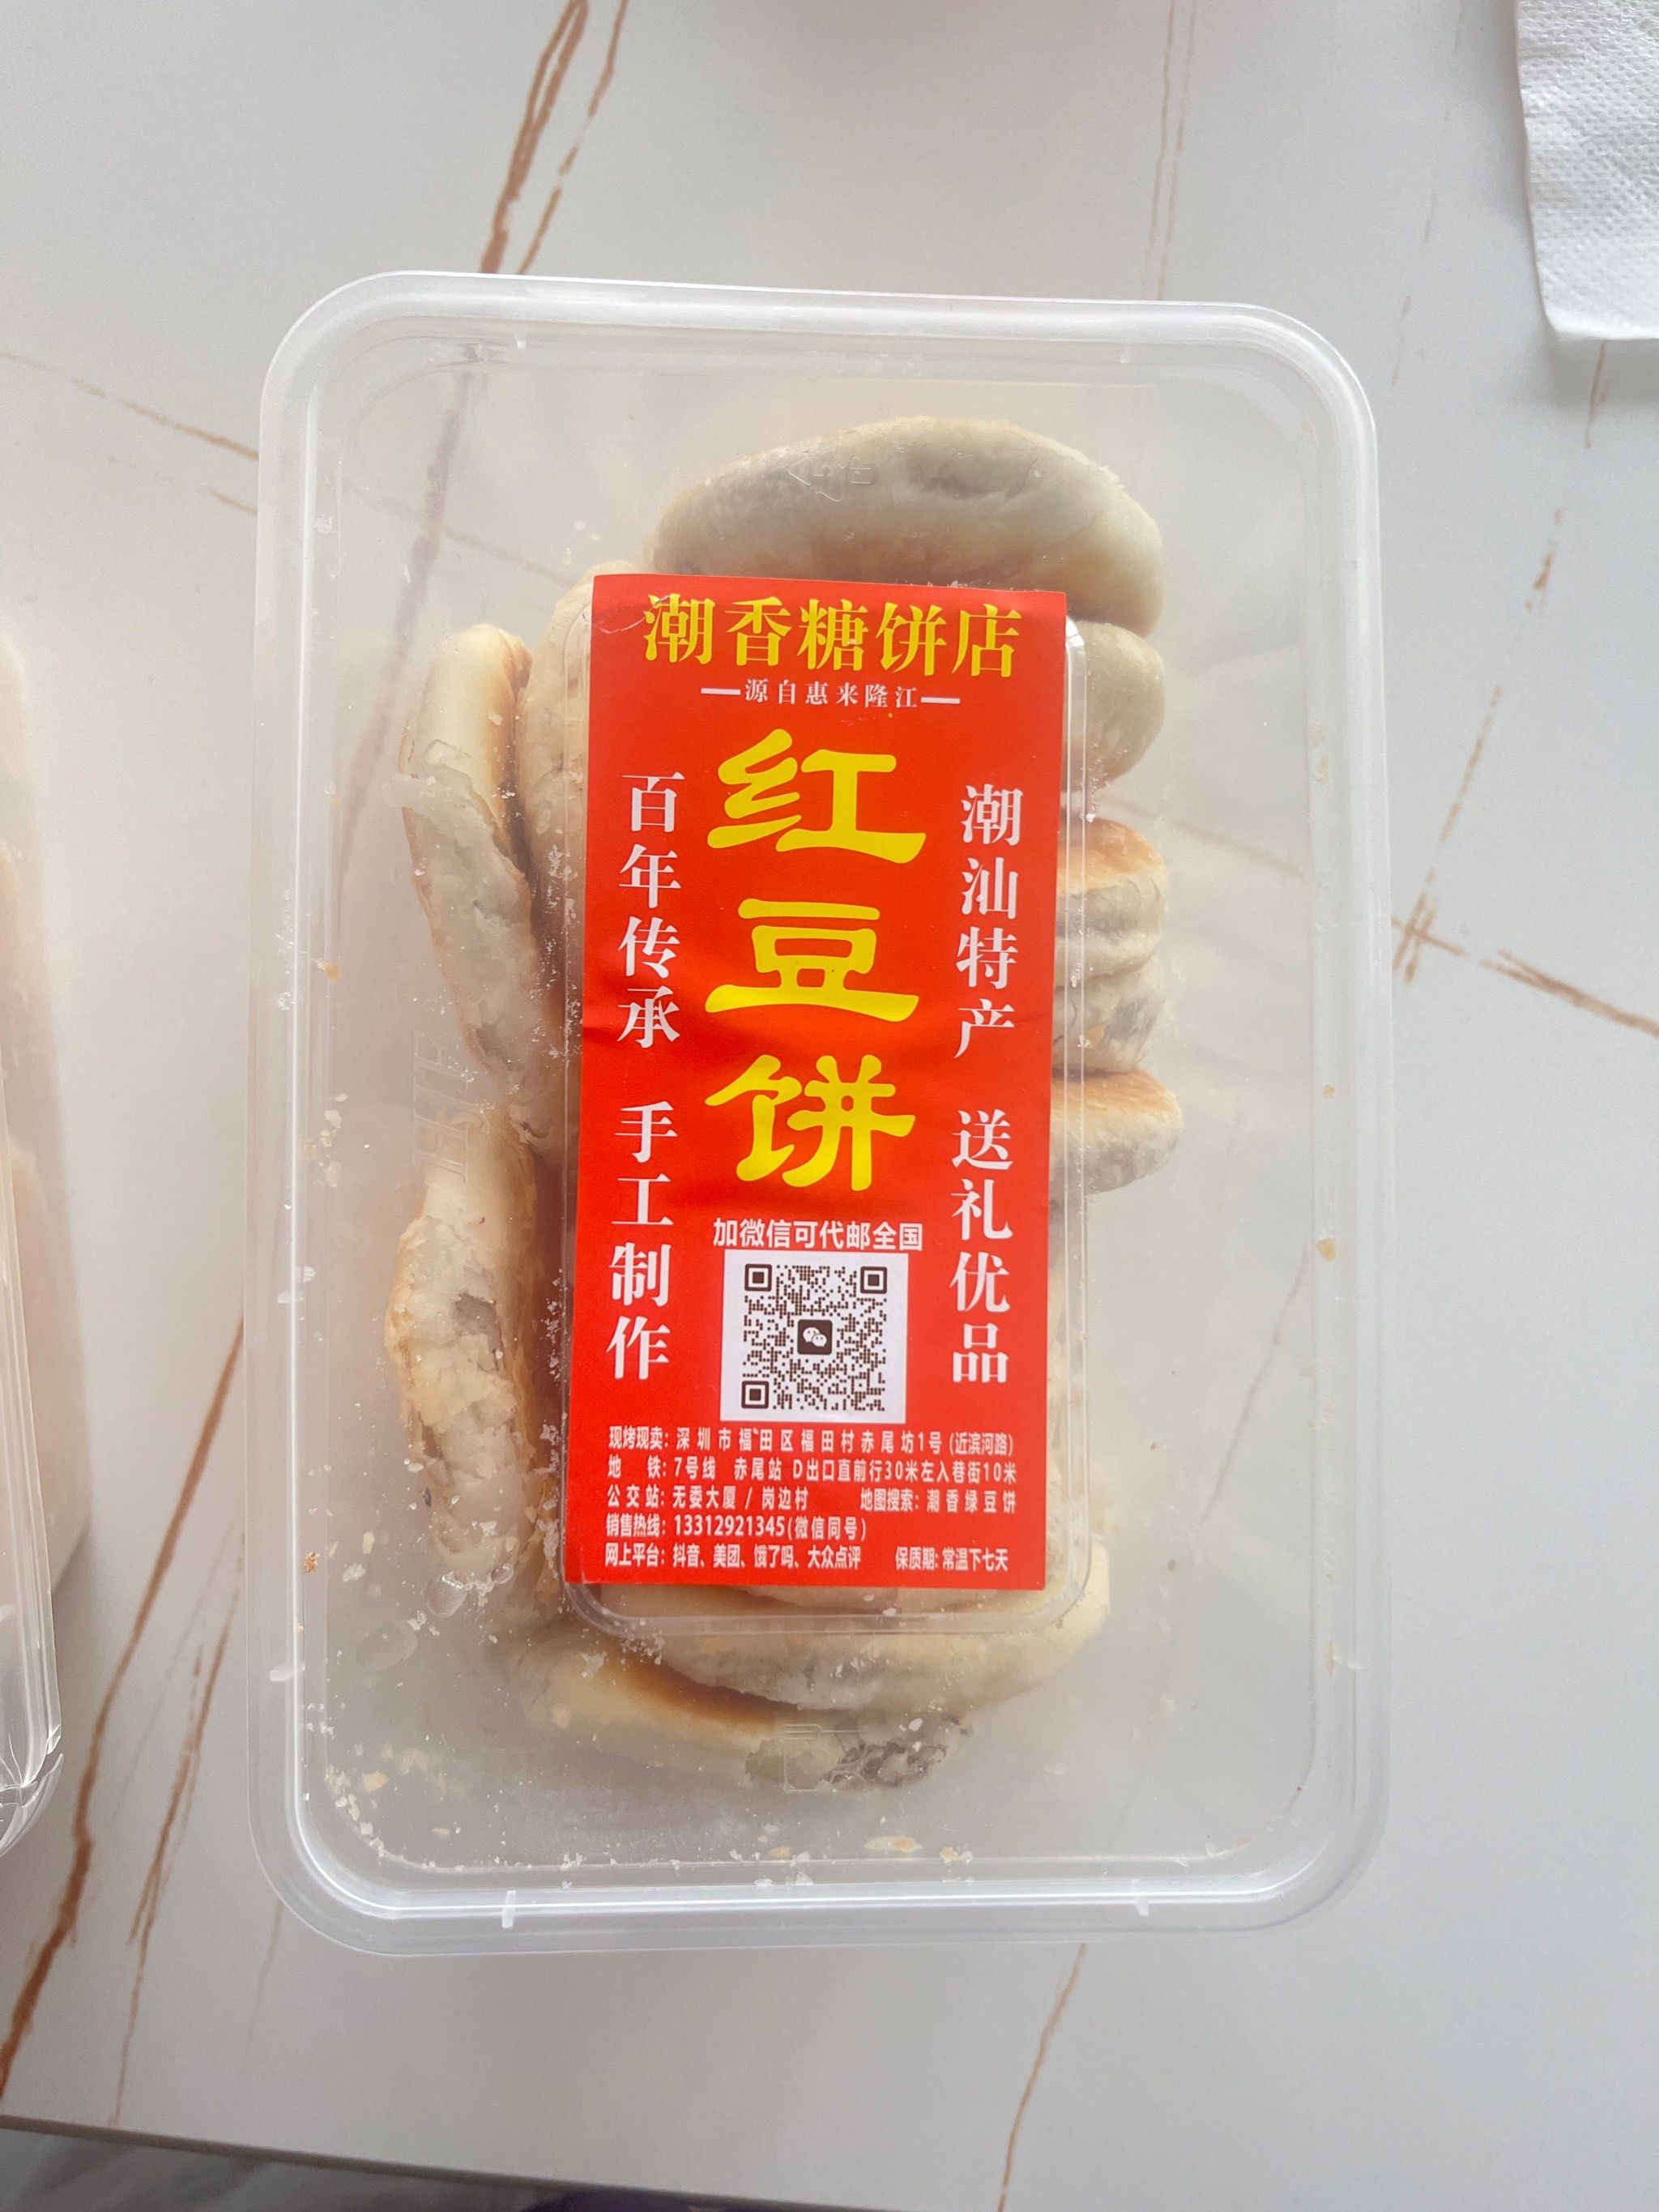 潮香糖饼店
源自惠来隆江
红豆饼
潮汕特产 送礼优品
百年传承 手工制作
加微信可代邮全国
现烤现卖：深圳市福田区福田村赤尾坊1号（近滨河路）
地铁：7号线 赤尾站 D出口直前行30米左入巷街10米
公交站：无委大厦 / 岗边村 地图搜索：潮香绿豆饼
销售热线：13312921345（微信同号）
网上平台：抖音、美团、饿了吗、大众点评 保质期：常温下七天